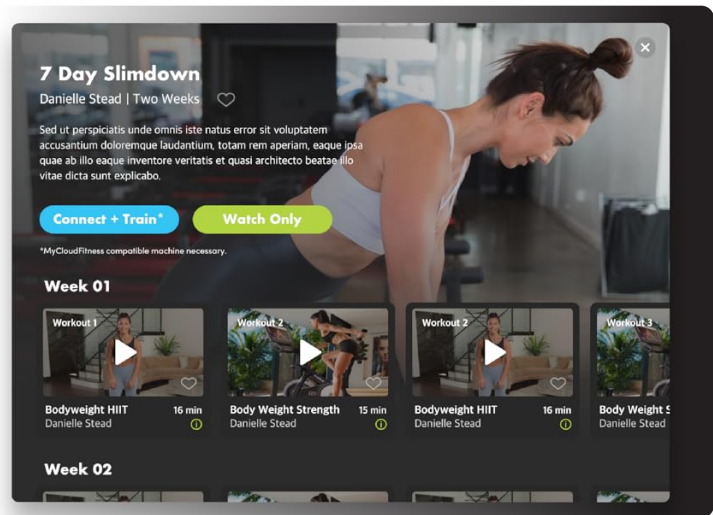 7 Day Slimdown
Danielle Stead | Two Weeks
Sed ut perspiciatis unde omnis iste natus error sit voluptatem
accusantium doloremque laudantium, totam rem aperiam, eaque ipsa
quae ab illo eaque inventore veritatis et quasi architecto beatae illo
vitae dicta sunt explicabo.
Connect + Train* Watch Only
*MyCloudFitness compatible machine necessary.
Week 01
Workout 1 Workout 2 Workout 2 Workout 3
Bodyweight HIIT 16 min Body Weight Strength 15 min Bodyweight HIIT 16 min Body Weight S
Danielle Stead Danielle Stead Danielle Stead Danielle Stead
Week 02